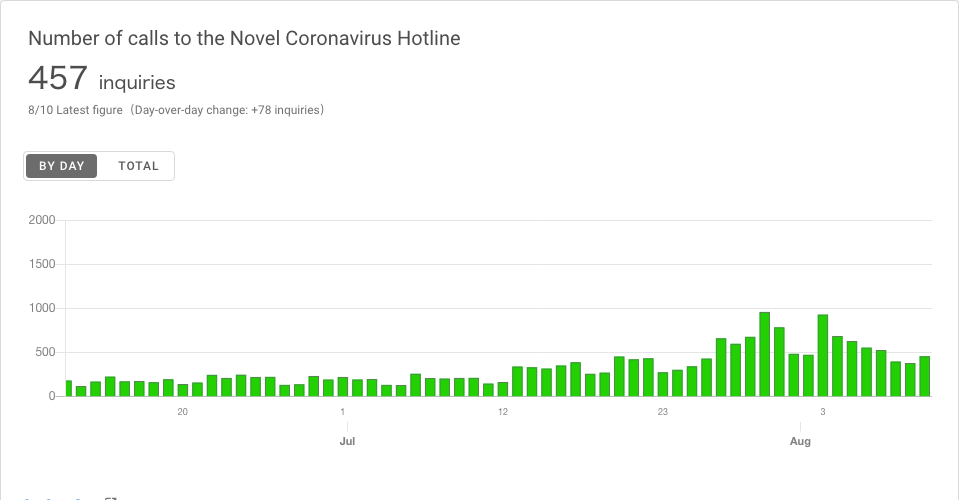 Number of calls to the Novel Coronavirus Hotline
457 inquiries
8/10 Latest figure（Day-over-day change: +78 inquiries）
BY DAY TOTAL
2000
1500
1000
500
0
20 1 12 23 3
Jul Aug